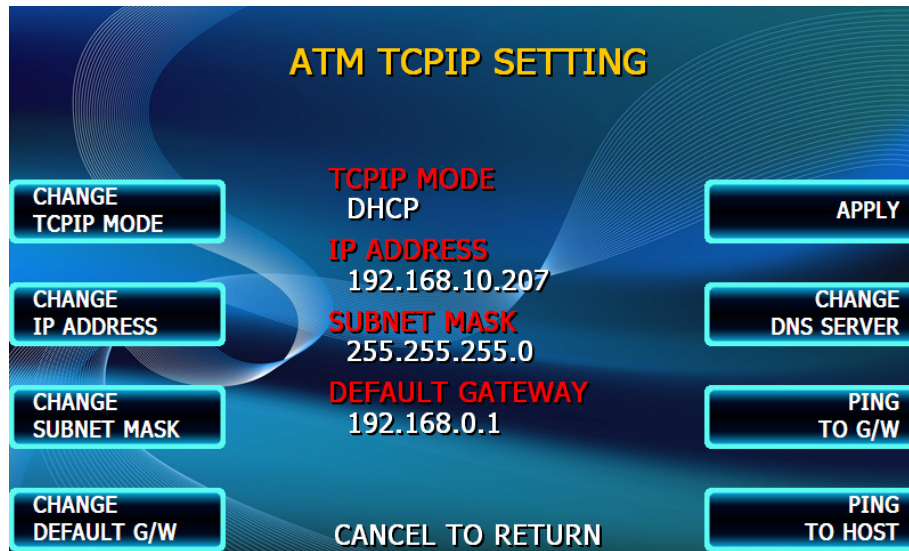 ATM TCPIP SETTING
CHANGE
TCPIP MODE
CHANGE
IP ADDRESS
CHANGE
SUBNET MASK
CHANGE
DEFAULT G/W
TCPIP MODE
DHCP
IP ADDRESS
192.168.10.207
SUBNET MASK
255.255.255.0
DEFAULT GATEWAY
192.168.0.1
CANCEL TO RETURN
APPLY
CHANGE
DNS SERVER
PING
TO G/W
PING
TO HOST